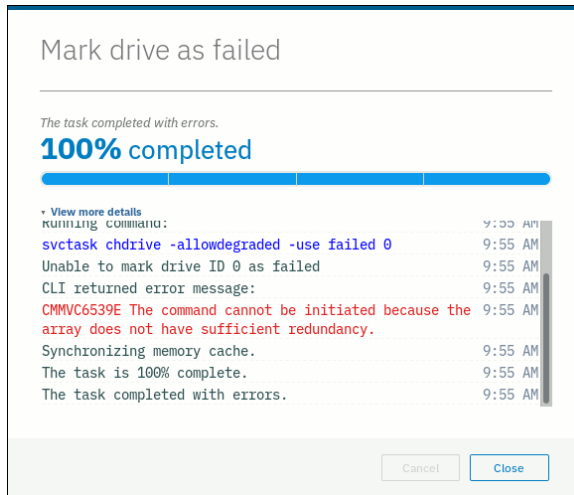 Mark drive as failed
The task completed with errors.
100% completed
View more details
Running command: 9:55 AM
svctask chdrive -allowdegraded -use failed 0 9:55 AM
Unable to mark drive ID 0 as failed 9:55 AM
CLI returned error message: 9:55 AM
CMMVC6539E The command cannot be initiated because the 9:55 AM
array does not have sufficient redundancy.
Synchronizing memory cache. 9:55 AM
The task is 100% complete. 9:55 AM
The task completed with errors. 9:55 AM
Cancel Close